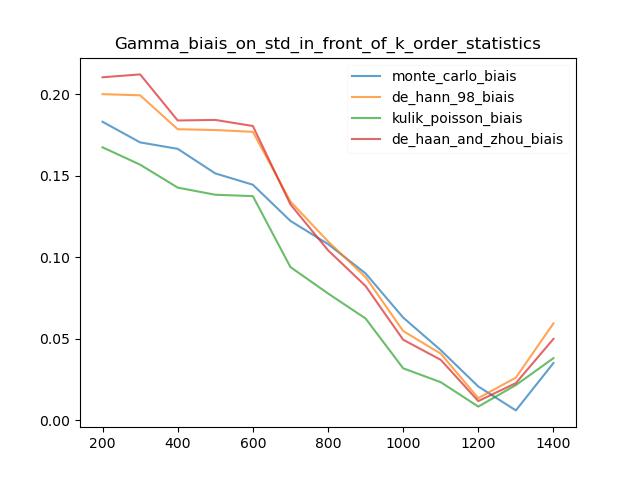 Gamma_biais_on_std_in_front_of_k_order_statistics
monte_carlo_biais
de_hann_98_biais
kulik_poisson_biais
de_haan_and_zhou_biais
0.20
0.15
0.10
0.05
0.00
200 400 600 800 1000 1200 1400